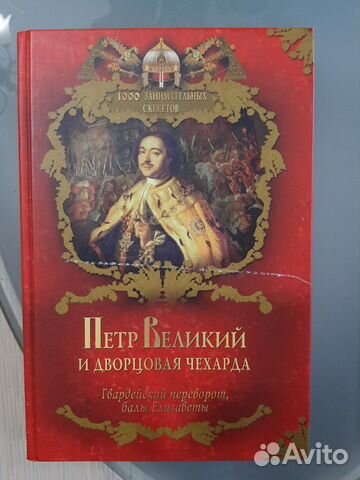 1000 ЗАНИМАТЕЛЬНЫХ
СЮЖЕТОВ
ПЕТР ВЕЛИКИЙ
И ДВОРЦОВАЯ ЧЕХАРДА
Гвардейский переворот,
балы Елизаветы
Avito